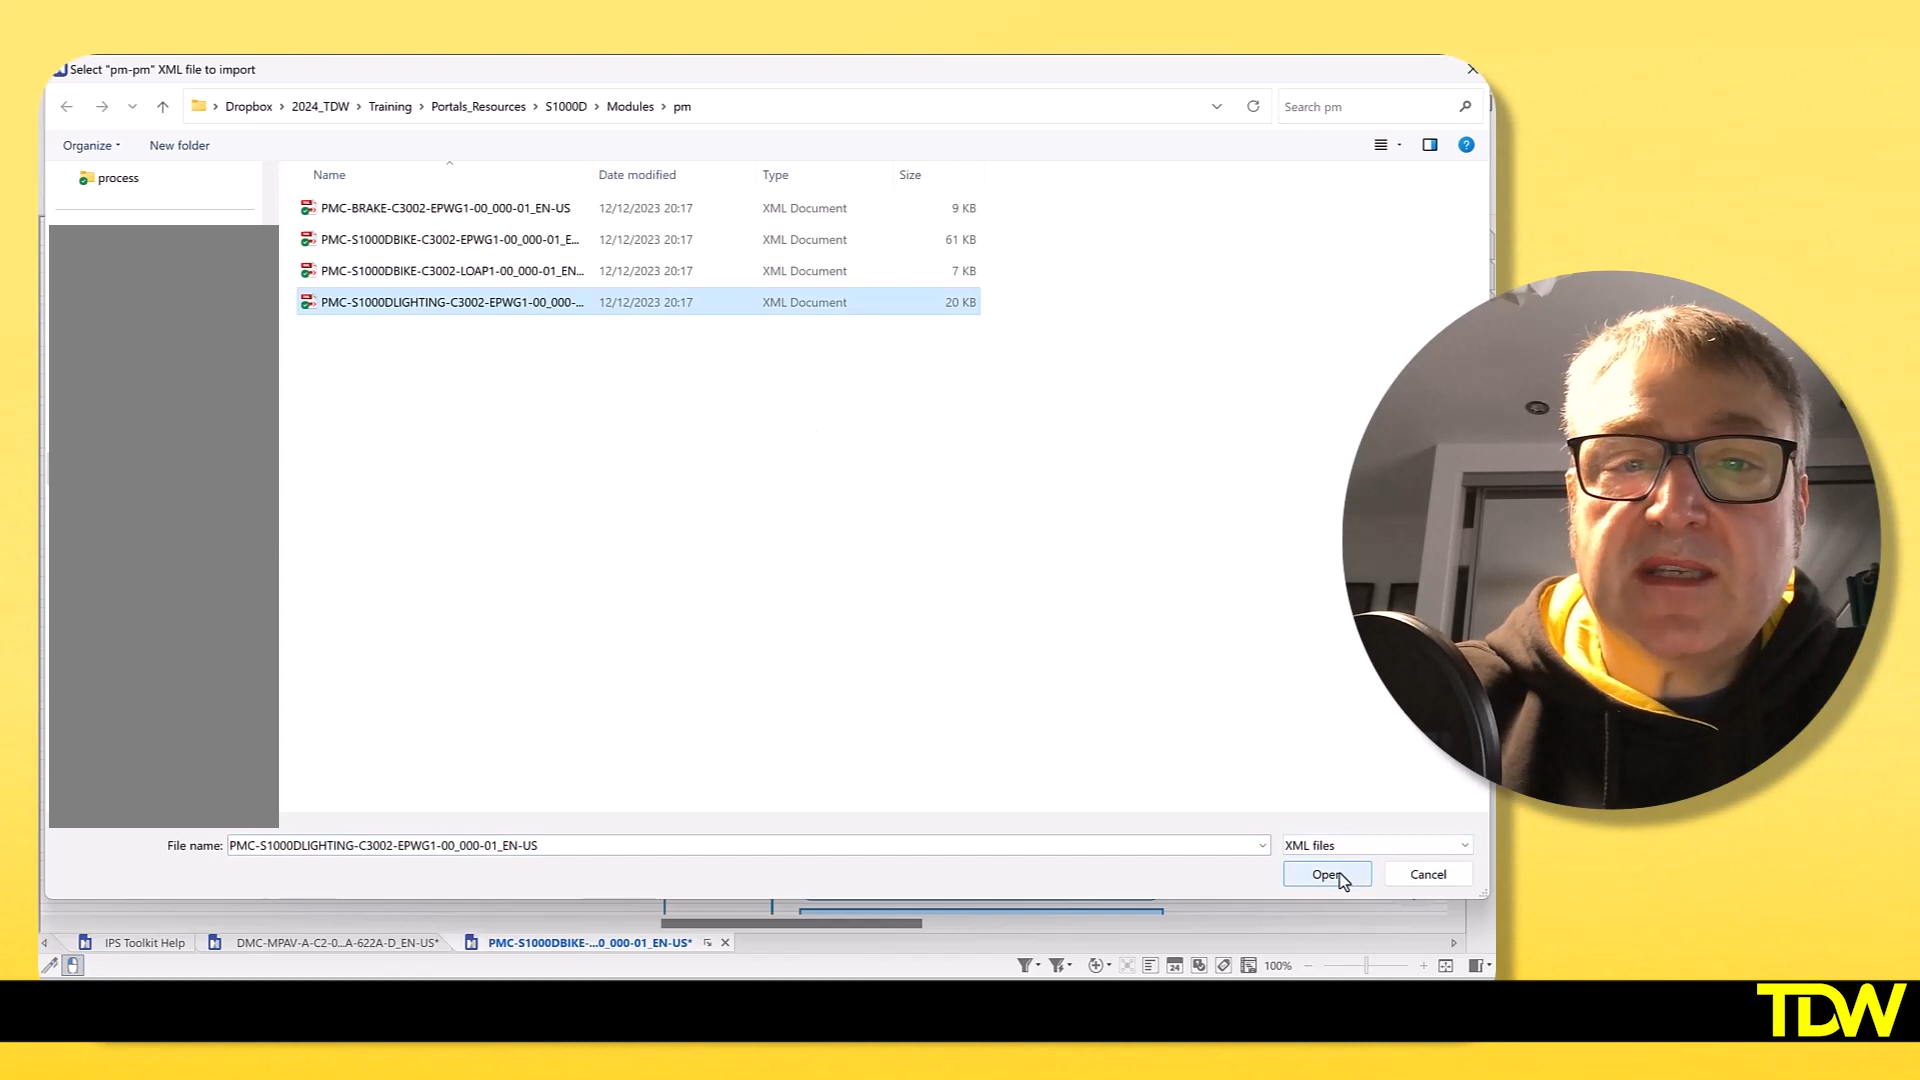 Select "pm-pm" XML file to import
Dropbox > 2024_TDW > Training > Portals_Resources > S1000D > Modules > pm
Search pm
Organize
New folder
process
Name Date modified Type Size
PMC-BRAKE-C3002-EPWG1-00_000-01_EN-US 12/12/2023 20:17 XML Document 9 KB
PMC-S1000DBIKE-C3002-EPWG1-00_000-01_E... 12/12/2023 20:17 XML Document 61 KB
PMC-S1000DBIKE-C3002-LOAP1-00_000-01_EN... 12/12/2023 20:17 XML Document 7 KB
PMC-S1000DLIGHTING-C3002-EPWG1-00_000-... 12/12/2023 20:17 XML Document 20 KB
File name: PMC-S1000DLIGHTING-C3002-EPWG1-00_000-01_EN-US
XML files
Open
Cancel
IPS Toolkit Help
DMC-MPAV-A-C2-0...A-622A-D_EN-US*
PMC-S1000DBIKE-...0_000-01_EN-US*
24
100%
TDW